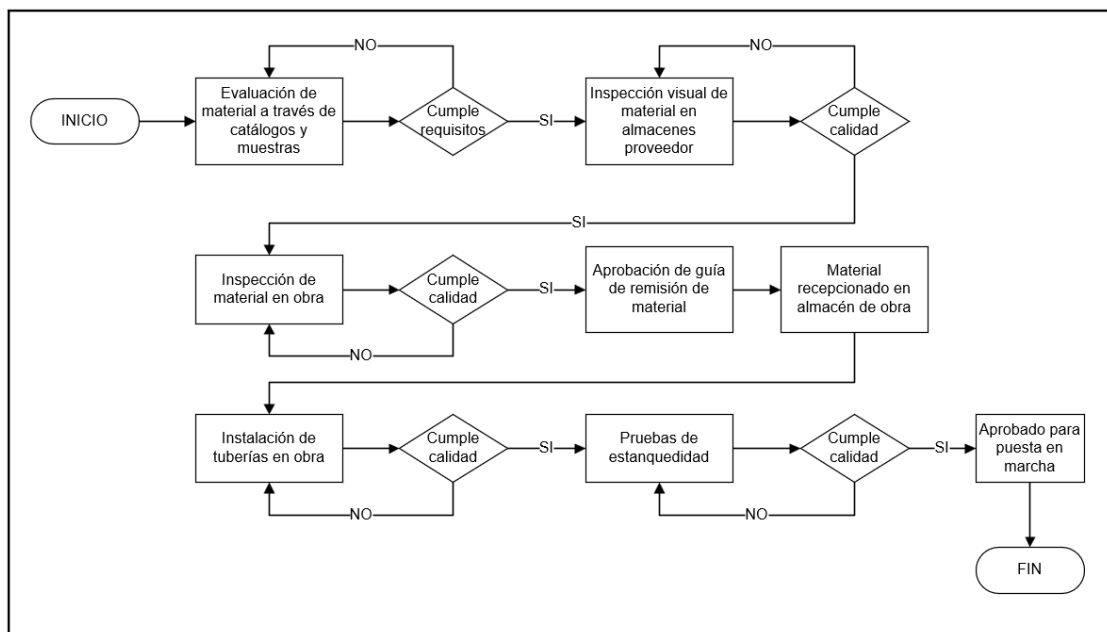 NO
NO
INICIO
Evaluación de
material a través de
catálogos y
muestras
Cumple
requisitos
SI
Inspección visual de
material en
almacenes
proveedor
Cumple
calidad
SI
Inspección de
material en obra
Cumple
calidad
SI
Aprobación de guía
de remisión de
material
Material
recepcionado en
almacén de obra
NO
Instalación de
tuberías en obra
Cumple
calidad
SI
Pruebas de
estanquedidad
Cumple
calidad
SI
Aprobado para
puesta en
marcha
NO
NO
FIN